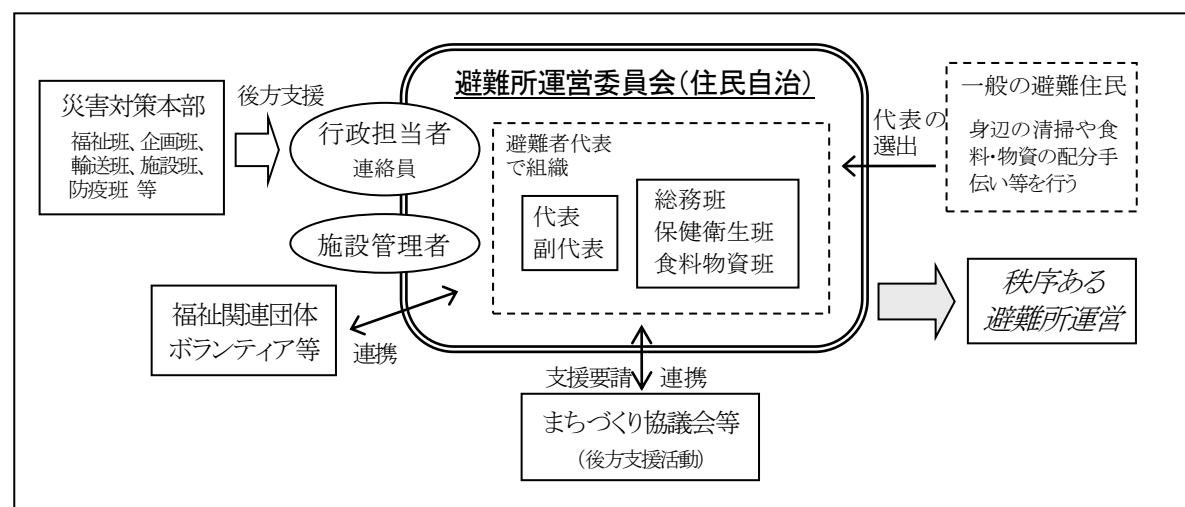 避難所運営委員会(住民自治)
災害対策本部
福祉班、企画班、
輸送班、施設班、
防疫班 等
後方支援
行政担当者
連絡員
施設管理者
避難者代表
で組織
代表
副代表
総務班
保健衛生班
食料物資班
代表の
選出
一般の避難住民
身辺の清掃や食
料・物資の配分手
伝い等を行う
秩序ある
避難所運営
福祉関連団体
ボランティア等
連携
支援要請
連携
まちづくり協議会等
(後方支援活動)